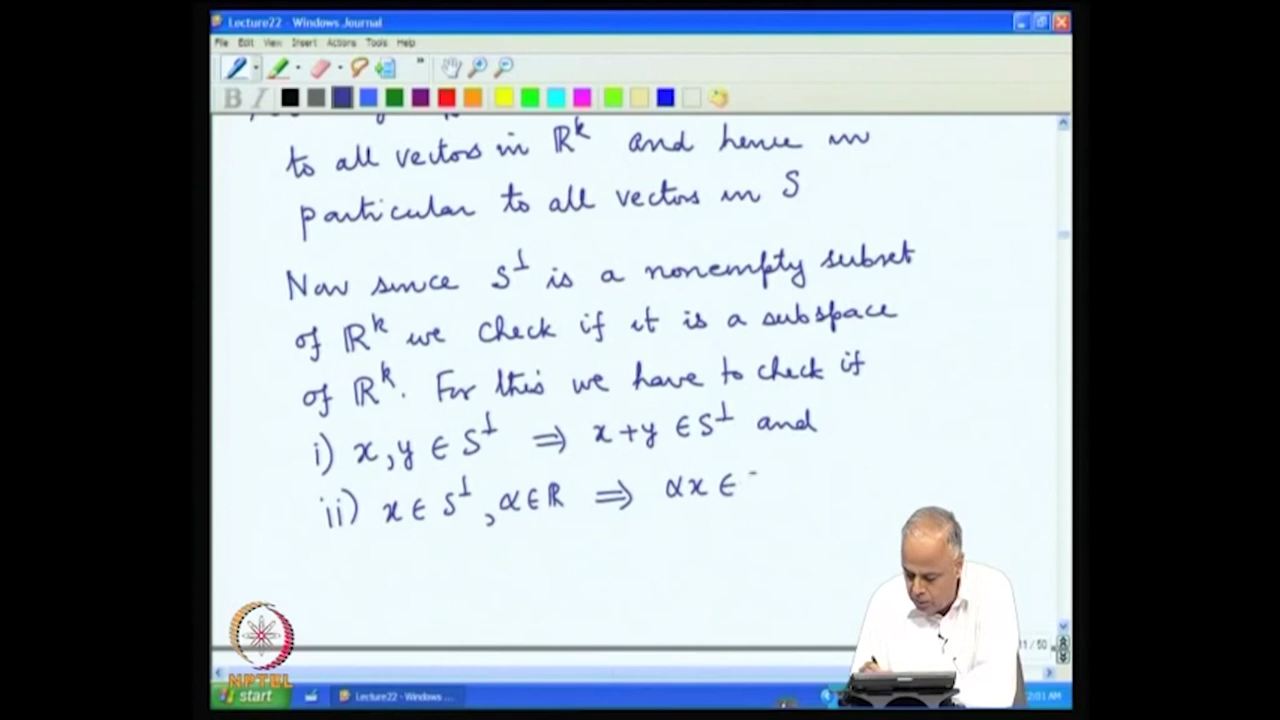 Lecture22 - Windows Journal
File Edit View Insert Actions Tools Help
B I
to all vectors in ℝᵏ and hence in
particular to all vectors in S
Now since S⊥ is a nonempty subset
of ℝᵏ we check if it is a subspace
of ℝᵏ. For this we have to check if
i) x, y ∈ S⊥ ⟹ x+y ∈ S⊥ and
ii) x ∈ S⊥, α ∈ ℝ ⟹ αx ∈
NPTEL
start Lecture22 - Windows ...